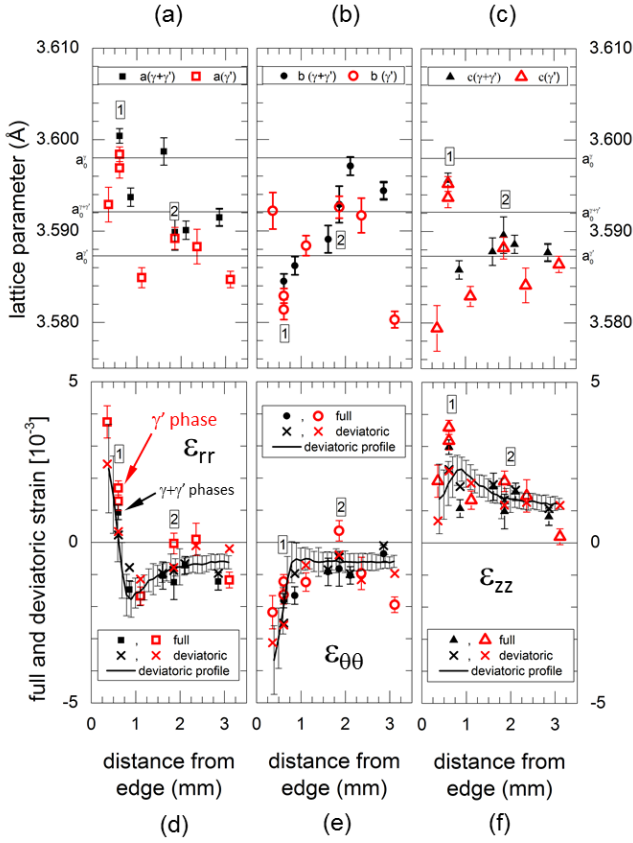 (a) (b) (c)
3.610 3.610
a(γ+γ') a(γ') b (γ+γ') b (γ') c(γ+γ') c(γ')
1
1
3.600 3.600
a₀^γ a₀^γ
2
2
a₀^γ+γ' a₀^γ+γ'
2
3.590 3.590
a₀^γ' a₀^γ'
3.580 3.580
1
lattice parameter (Å)
5 5
γ' phase
εrr
1
γ+γ' phases
2
full
deviatoric
deviatoric profile
1
2
1
2
0 0
full
deviatoric
deviatoric profile
εθθ
εzz
full
deviatoric
deviatoric profile
-5 -5
full and deviatoric strain [10⁻³]
0 1 2 3 0 1 2 3 0 1 2 3
distance from distance from distance from
edge (mm) edge (mm) edge (mm)
(d) (e) (f)